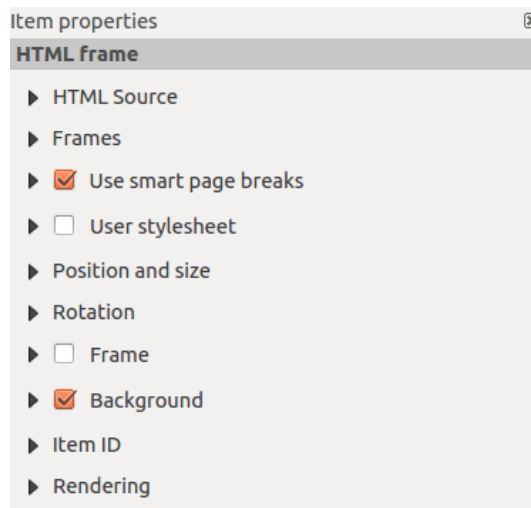 Item properties
HTML frame
HTML Source
Frames
Use smart page breaks
User stylesheet
Position and size
Rotation
Frame
Background
Item ID
Rendering